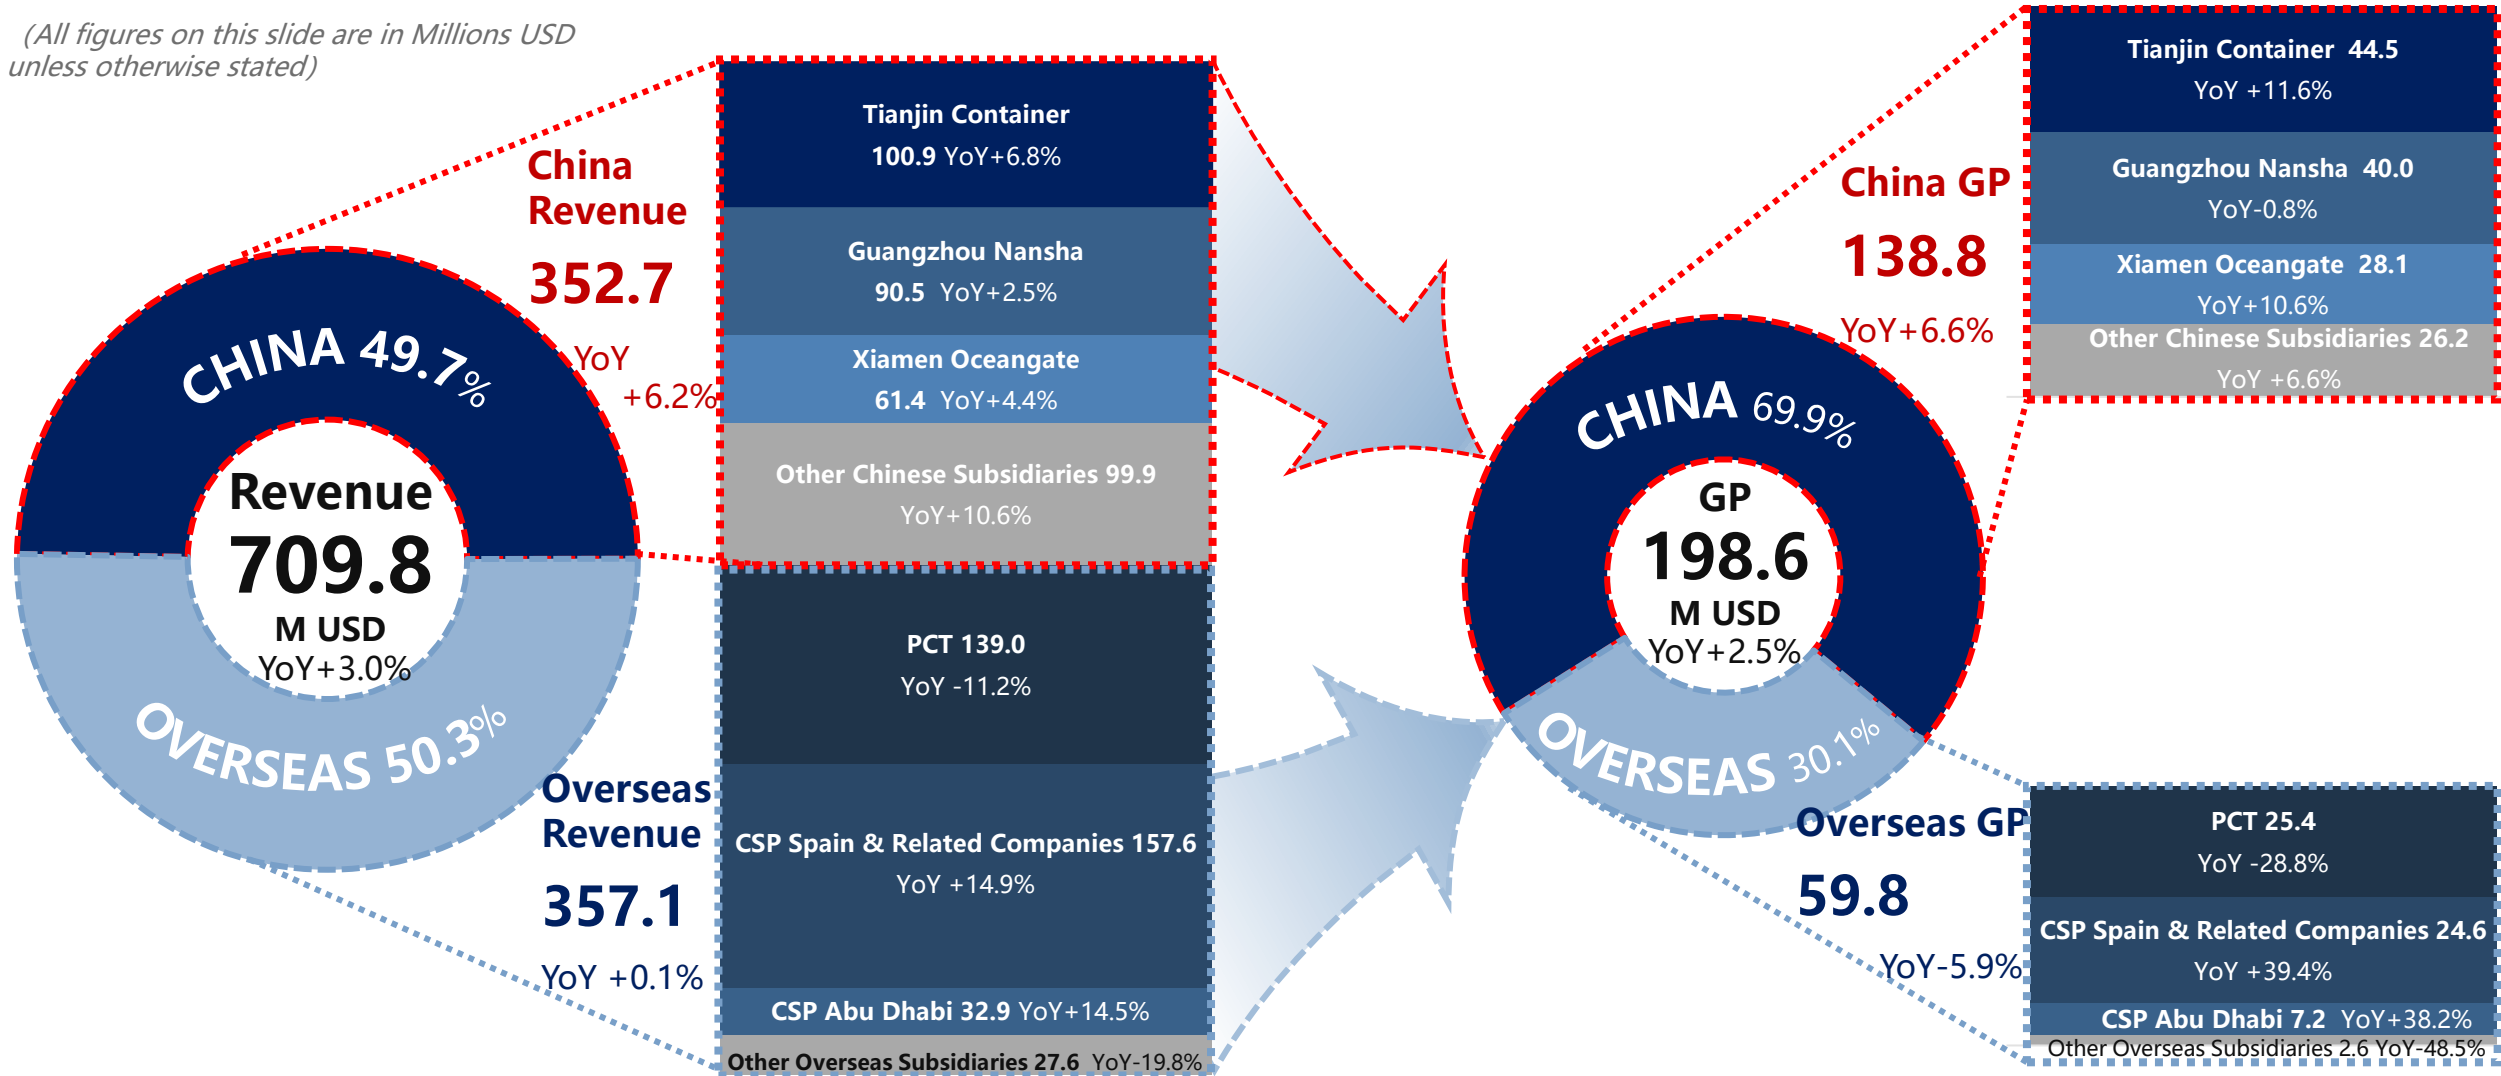 (All figures on this slide are in Millions USD
unless otherwise stated)
CHINA 49.7%
Revenue
709.8
M USD
YoY+3.0%
OVERSEAS 50.3%
China
Revenue
352.7
YoY
+6.2%
Tianjin Container
100.9 YoY+6.8%
Guangzhou Nansha
90.5 YoY+2.5%
Xiamen Oceangate
61.4 YoY+4.4%
Other Chinese Subsidiaries 99.9
YoY+10.6%
Overseas
Revenue
357.1
YoY +0.1%
PCT 139.0
YoY -11.2%
CSP Spain & Related Companies 157.6
YoY +14.9%
CSP Abu Dhabi 32.9 YoY+14.5%
Other Overseas Subsidiaries 27.6 YoY-19.8%
CHINA 69.9%
GP
198.6
M USD
YoY+2.5%
OVERSEAS 30.1%
China GP
138.8
YoY+6.6%
Tianjin Container 44.5
YoY +11.6%
Guangzhou Nansha 40.0
YoY-0.8%
Xiamen Oceangate 28.1
YoY+10.6%
Other Chinese Subsidiaries 26.2
YoY +6.6%
Overseas GP
59.8
YoY-5.9%
PCT 25.4
YoY -28.8%
CSP Spain & Related Companies 24.6
YoY +39.4%
CSP Abu Dhabi 7.2 YoY+38.2%
Other Overseas Subsidiaries 2.6 YoY-48.5%